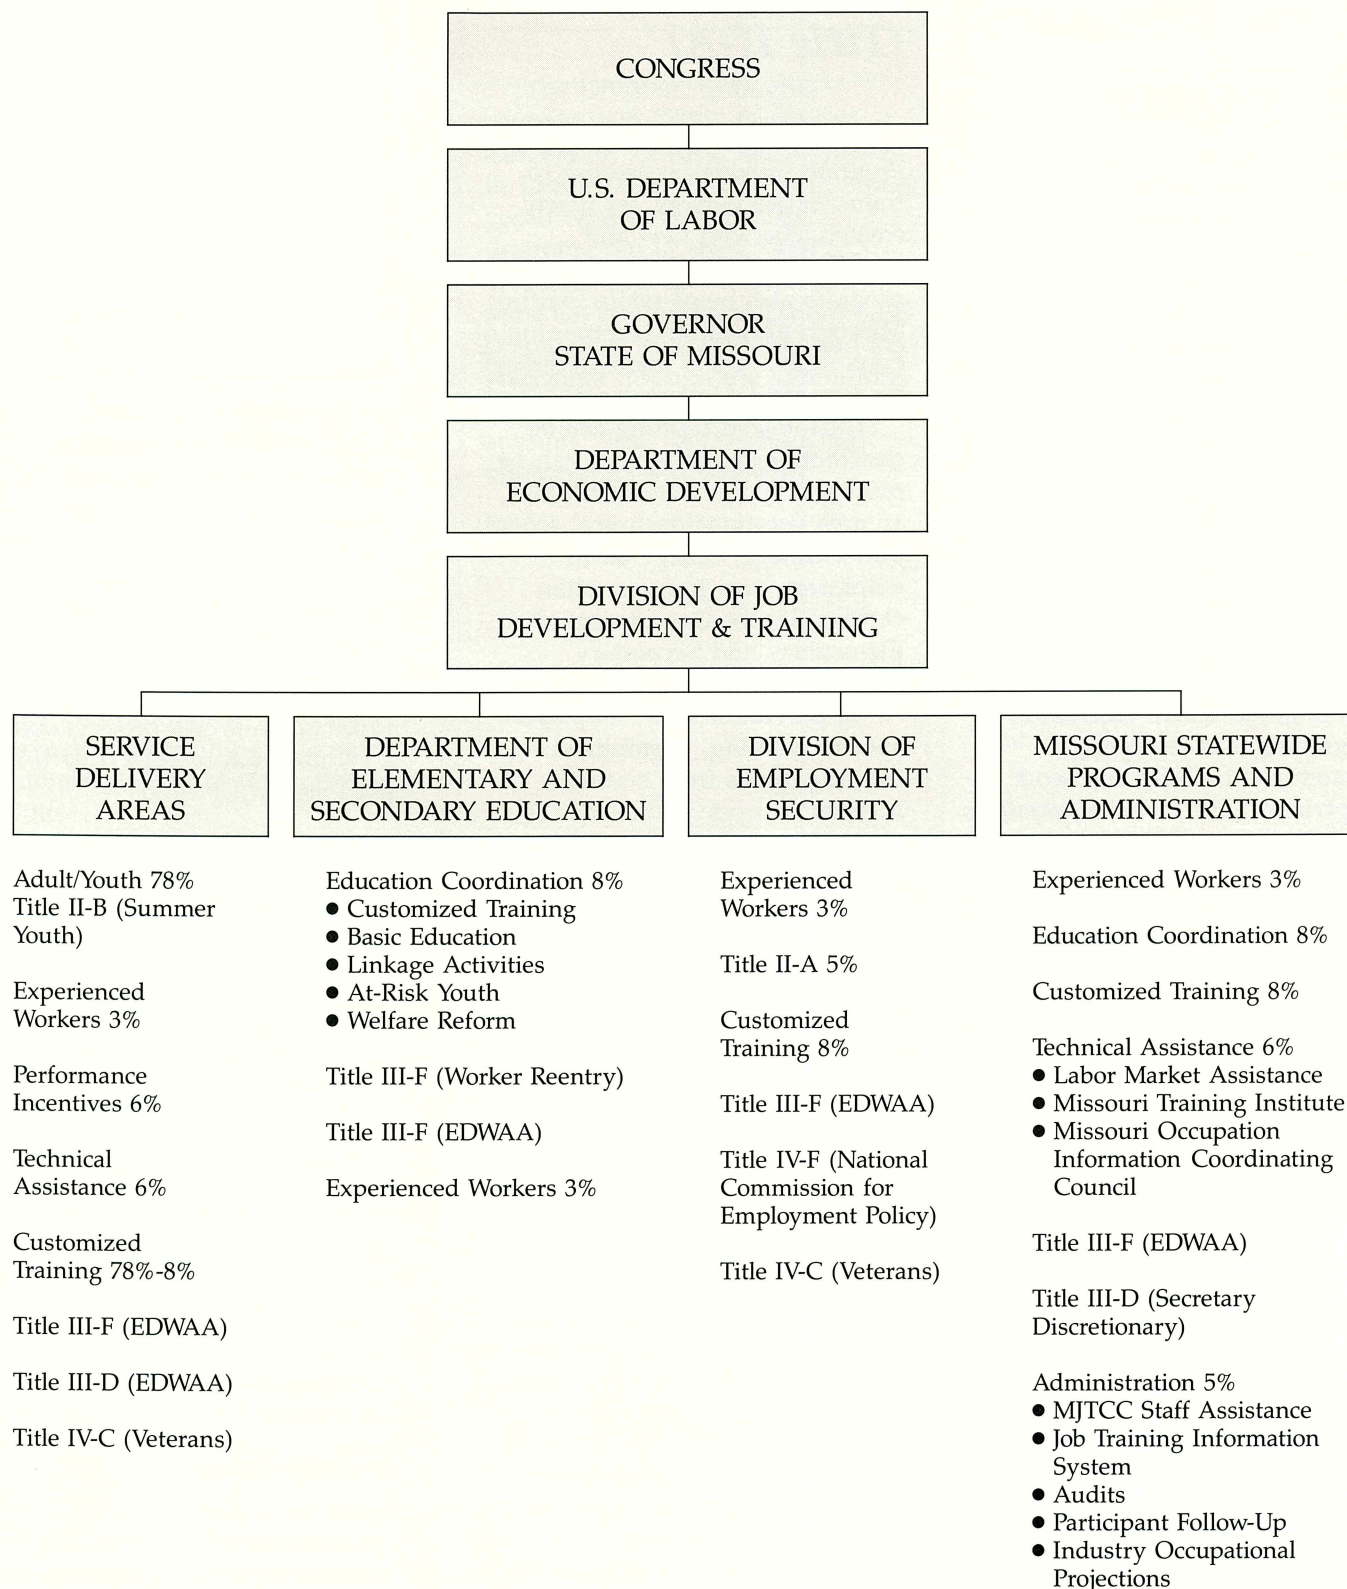 CONGRESS
U.S. DEPARTMENT
OF LABOR
GOVERNOR
STATE OF MISSOURI
DEPARTMENT OF
ECONOMIC DEVELOPMENT
DIVISION OF JOB
DEVELOPMENT & TRAINING
SERVICE
DELIVERY
AREAS
Adult/Youth 78%
Title II-B (Summer
Youth)
Experienced
Workers 3%
Performance
Incentives 6%
Technical
Assistance 6%
Customized
Training 78%-8%
Title III-F (EDWAA)
Title III-D (EDWAA)
Title IV-C (Veterans)
DEPARTMENT OF
ELEMENTARY AND
SECONDARY EDUCATION
Education Coordination 8%
● Customized Training
● Basic Education
● Linkage Activities
● At-Risk Youth
● Welfare Reform
Title III-F (Worker Reentry)
Title III-F (EDWAA)
Experienced Workers 3%
DIVISION OF
EMPLOYMENT
SECURITY
Experienced
Workers 3%
Title II-A 5%
Customized
Training 8%
Title III-F (EDWAA)
Title IV-F (National
Commission for
Employment Policy)
Title IV-C (Veterans)
MISSOURI STATEWIDE
PROGRAMS AND
ADMINISTRATION
Experienced Workers 3%
Education Coordination 8%
Customized Training 8%
Technical Assistance 6%
● Labor Market Assistance
● Missouri Training Institute
● Missouri Occupation
Information Coordinating
Council
Title III-F (EDWAA)
Title III-D (Secretary
Discretionary)
Administration 5%
● MJTCC Staff Assistance
● Job Training Information
System
● Audits
● Participant Follow-Up
● Industry Occupational
Projections